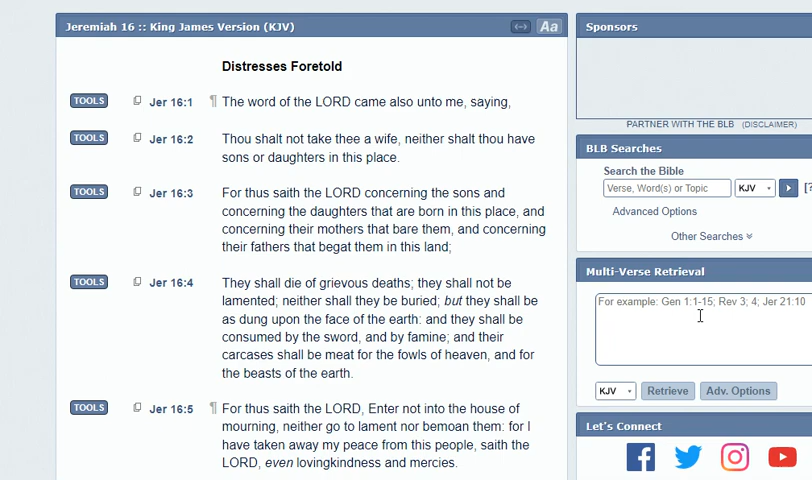 Jeremiah 16 :: King James Version (KJV)
Aa
Distresses Foretold
TOOLS Jer 16:1 ¶ The word of the LORD came also unto me, saying,
TOOLS Jer 16:2 Thou shalt not take thee a wife, neither shalt thou have
sons or daughters in this place.
TOOLS Jer 16:3 For thus saith the LORD concerning the sons and
concerning the daughters that are born in this place, and
concerning their mothers that bare them, and concerning
their fathers that begat them in this land;
TOOLS Jer 16:4 They shall die of grievous deaths; they shall not be
lamented; neither shall they be buried; but they shall be
as dung upon the face of the earth: and they shall be
consumed by the sword, and by famine; and their
carcases shall be meat for the fowls of heaven, and for
the beasts of the earth.
TOOLS Jer 16:5 ¶ For thus saith the LORD, Enter not into the house of
mourning, neither go to lament nor bemoan them: for I
have taken away my peace from this people, saith the
LORD, even lovingkindness and mercies.
Sponsors
PARTNER WITH THE BLB (DISCLAIMER)
BLB Searches
Search the Bible
Verse, Word(s) or Topic KJV [?
Advanced Options
Other Searches
Multi-Verse Retrieval
For example: Gen 1:1-15; Rev 3; 4; Jer 21:10
KJV Retrieve Adv. Options
Let's Connect